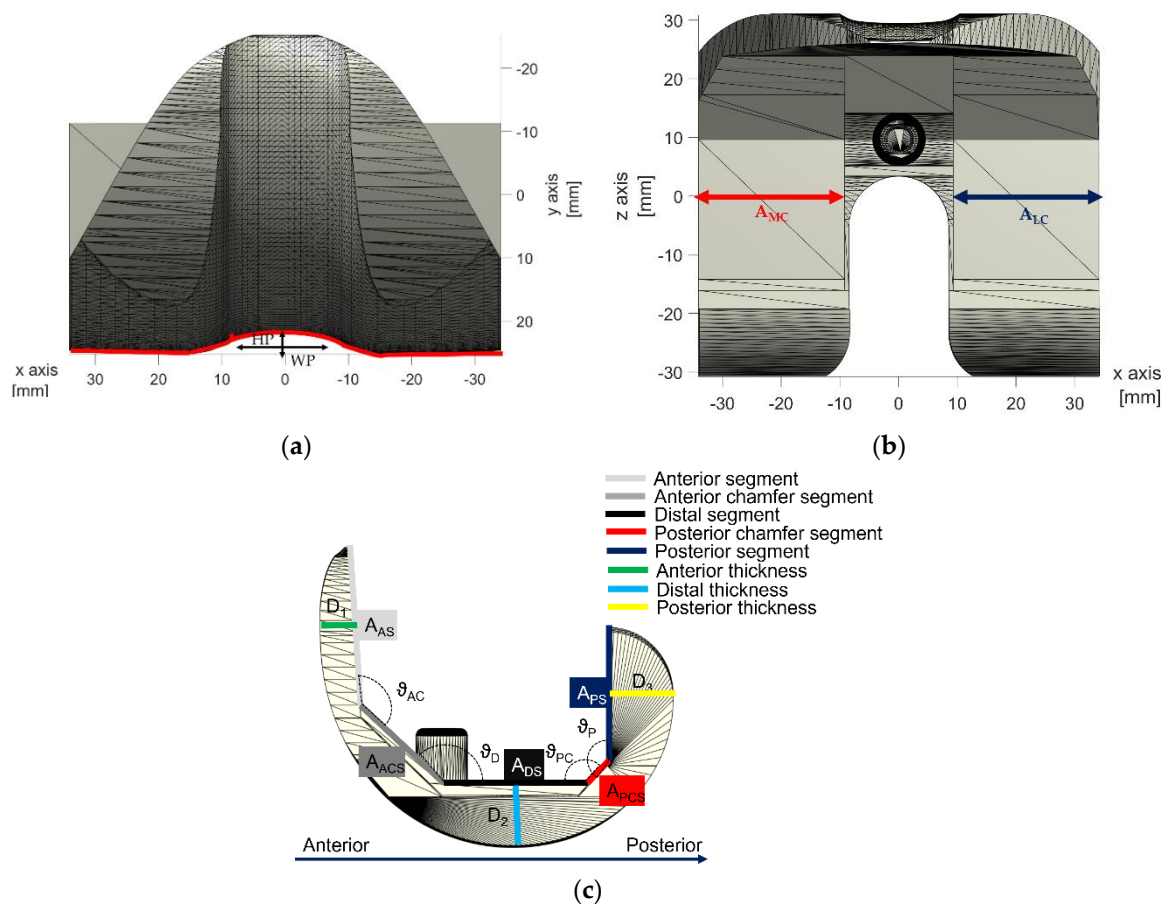 -20
-10
0
10
20
y axis
[mm]
HP
WP
x axis
[mm]
30
20
10
0
-10
-20
-30
(a)
30
20
10
0
-10
-20
-30
z axis
[mm]
A_MC
A_LC
-30
-20
-10
0
10
20
30
x axis
[mm]
(b)
Anterior segment
Anterior chamfer segment
Distal segment
Posterior chamfer segment
Posterior segment
Anterior thickness
Distal thickness
Posterior thickness
D₁
A_AS
ϑ_AC
A_ACS
ϑ_D
A_DS
ϑ_PC
ϑ_P
A_PS
D₃
A_PCS
D₂
Anterior
Posterior
(c)